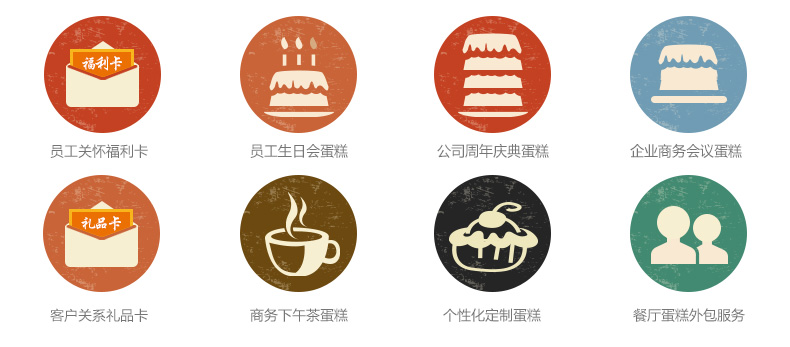 福利卡
员工关怀福利卡
员工生日会蛋糕
公司周年庆典蛋糕
企业商务会议蛋糕
礼品卡
客户关系礼品卡
商务下午茶蛋糕
个性化定制蛋糕
餐厅蛋糕外包服务